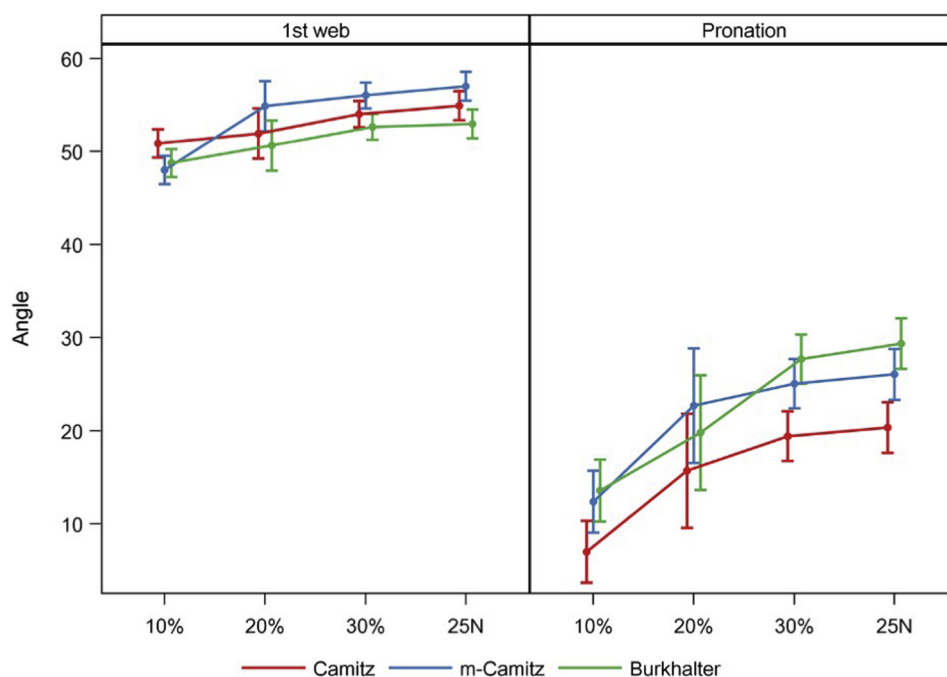 1st web Pronation
60
50
40
30
20
10
Angle
10% 20% 30% 25N 10% 20% 30% 25N
Camitz m-Camitz Burkhalter